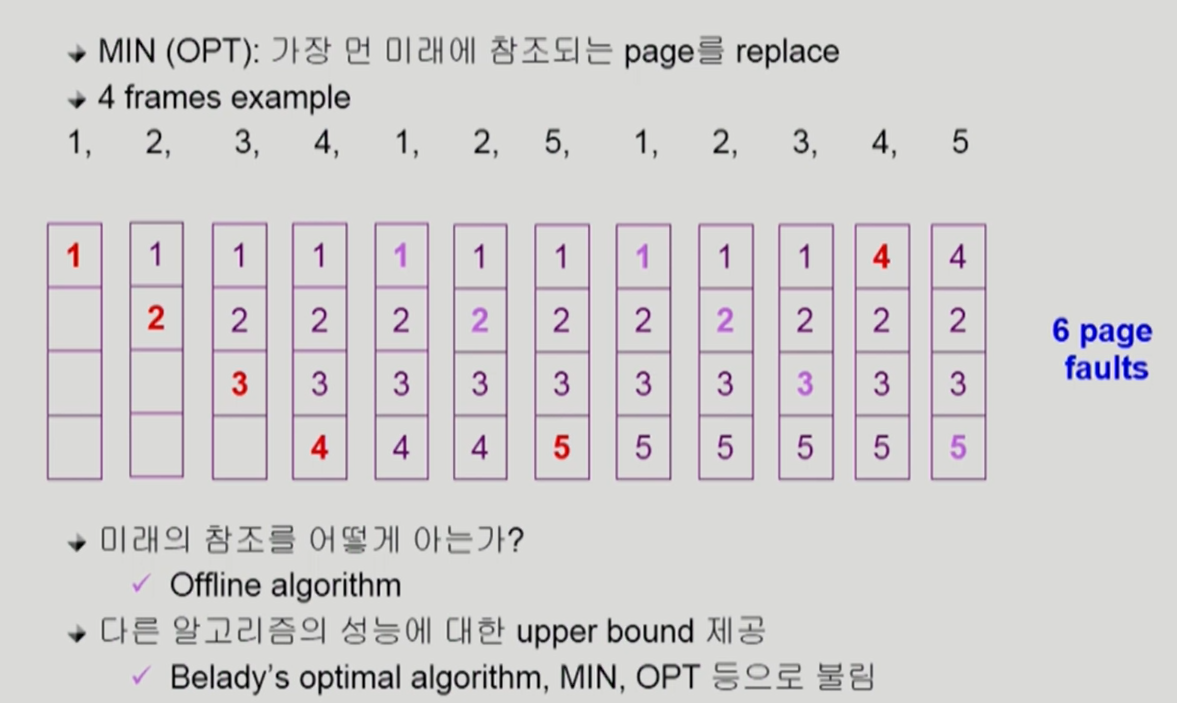 MIN (OPT): 가장 먼 미래에 참조되는 page를 replace
4 frames example
1, 2, 3, 4, 1, 2, 5, 1, 2, 3, 4, 5
1 1 1 1 1 1 1 1 1 1 4 4
2 2 2 2 2 2 2 2 2 2 2
3 3 3 3 3 3 3 3 3 3
4 4 4 5 5 5 5 5 5
6 page
faults
미래의 참조를 어떻게 아는가?
✓ Offline algorithm
다른 알고리즘의 성능에 대한 upper bound 제공
✓ Belady's optimal algorithm, MIN, OPT 등으로 불림